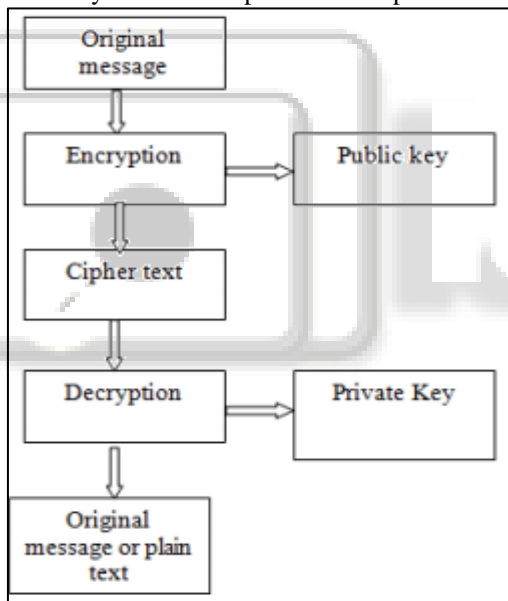 Original
message
Encryption
Public key
Cipher text
Decryption
Private Key
Original
message or plain
text